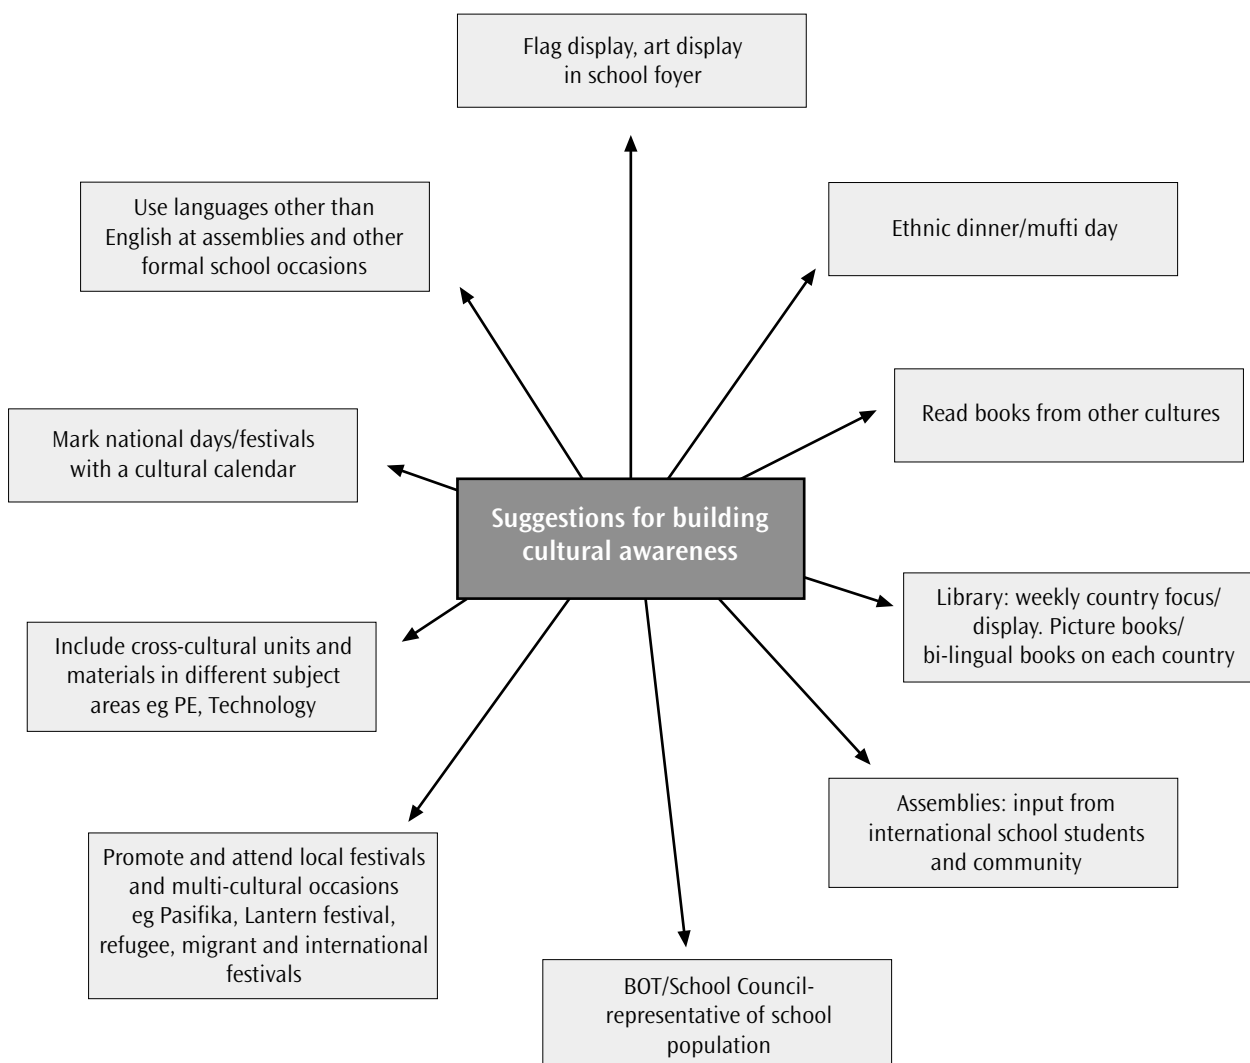 Flag display, art display
in school foyer
Use languages other than
English at assemblies and other
formal school occasions
Ethnic dinner/mufti day
Read books from other cultures
Mark national days/festivals
with a cultural calendar
Suggestions for building
cultural awareness
Library: weekly country focus/
display. Picture books/
bi-lingual books on each country
Include cross-cultural units and
materials in different subject
areas eg PE, Technology
Assemblies: input from
international school students
and community
Promote and attend local festivals
and multi-cultural occasions
eg Pasifika, Lantern festival,
refugee, migrant and international
festivals
BOT/School Council-
representative of school
population